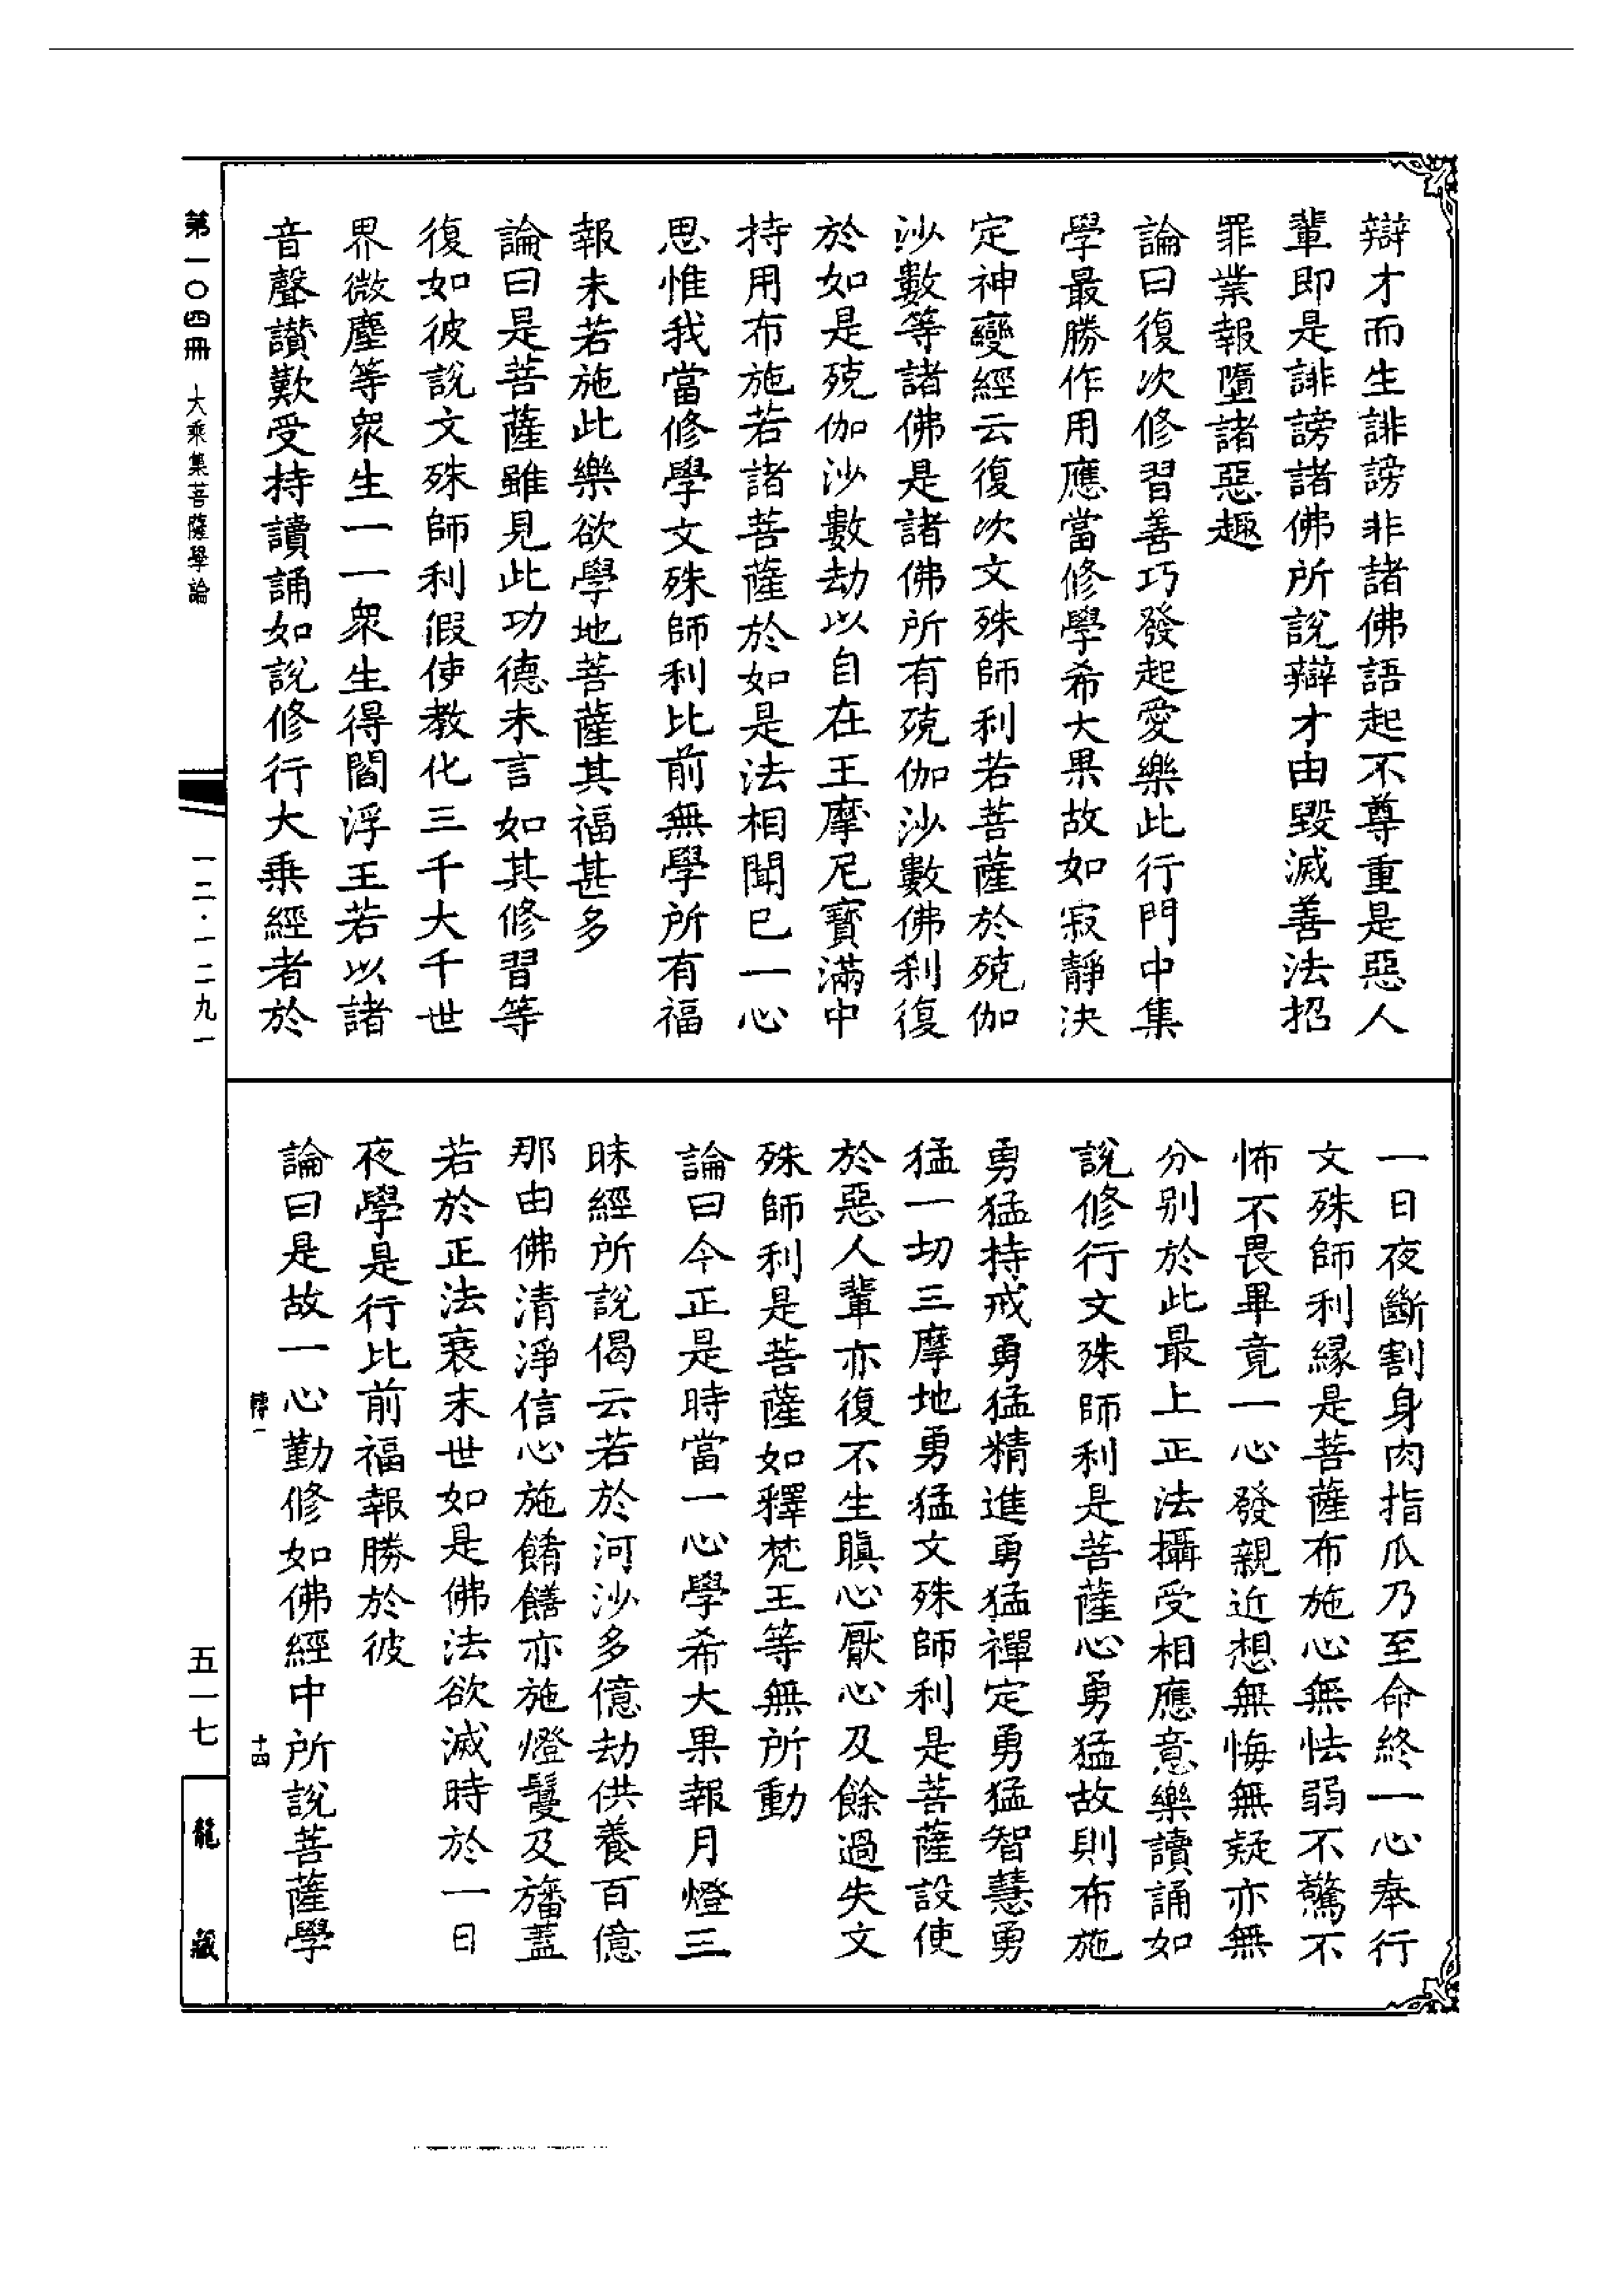 辯才而生誹謗非諸佛語起不尊重是惡人
輩即是誹謗諸佛所說辯才由毀滅善法招
罪業報墮諸惡趣
論曰復次修習善巧發起愛樂此行門中集
學最勝作用應當修學希大果故如寂靜決
定神變經云復次文殊師利若菩薩於殑伽
沙數等諸佛是諸佛所有殑伽沙數佛剎復
於如是殑伽沙數劫以自在王摩尼寶滿中
持用布施若諸菩薩於如是法相聞已一心
思惟我當修學文殊師利比前無學所有福
報未若施此樂欲學地菩薩其福甚多
論曰是菩薩雖見此功德未言如其修習等
復如彼說文殊師利假使教化三千大千世
界微塵等眾生一一眾生得閻浮王若以諸
音聲讚歎受持讀誦如說修行大乘經者於
一日夜斷割身肉指爪乃至命終一心奉行
文殊師利緣是菩薩布施心無怯弱不驚不
怖不畏畢竟一心發親近想無悔無疑亦無
分別於此最上正法攝受相應意樂讀誦如
說修行文殊師利是菩薩心勇猛故則布施
勇猛持戒勇猛精進勇猛禪定勇猛智慧勇
猛一切三摩地勇猛文殊師利是菩薩設使
於惡人輩亦復不生瞋心厭心及餘過失文
殊師利是菩薩如釋梵王等無所動
論曰今正是時當一心學希大果報月燈三
昧經所說偈云若於河沙多億劫供養百億
那由佛清淨信心施餚饍亦施燈鬘及旛蓋
若於正法衰末世如是佛法欲滅時於一日
夜學是行比前福報勝於彼
論曰是故一心勤修如佛經中所說菩薩學
十四
第一〇四冊 大乘集菩薩學論
一二·一二九一
五一七
龍藏